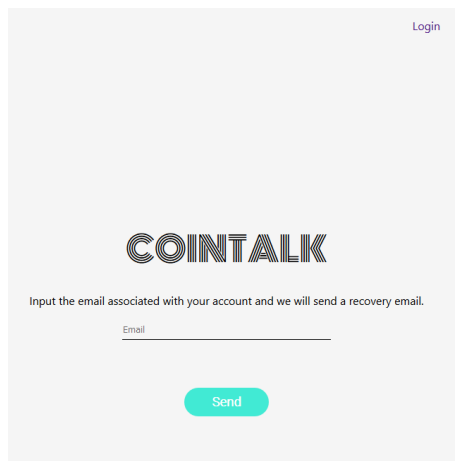 Login
COINTALK
Input the email associated with your account and we will send a recovery email.
Email
Send